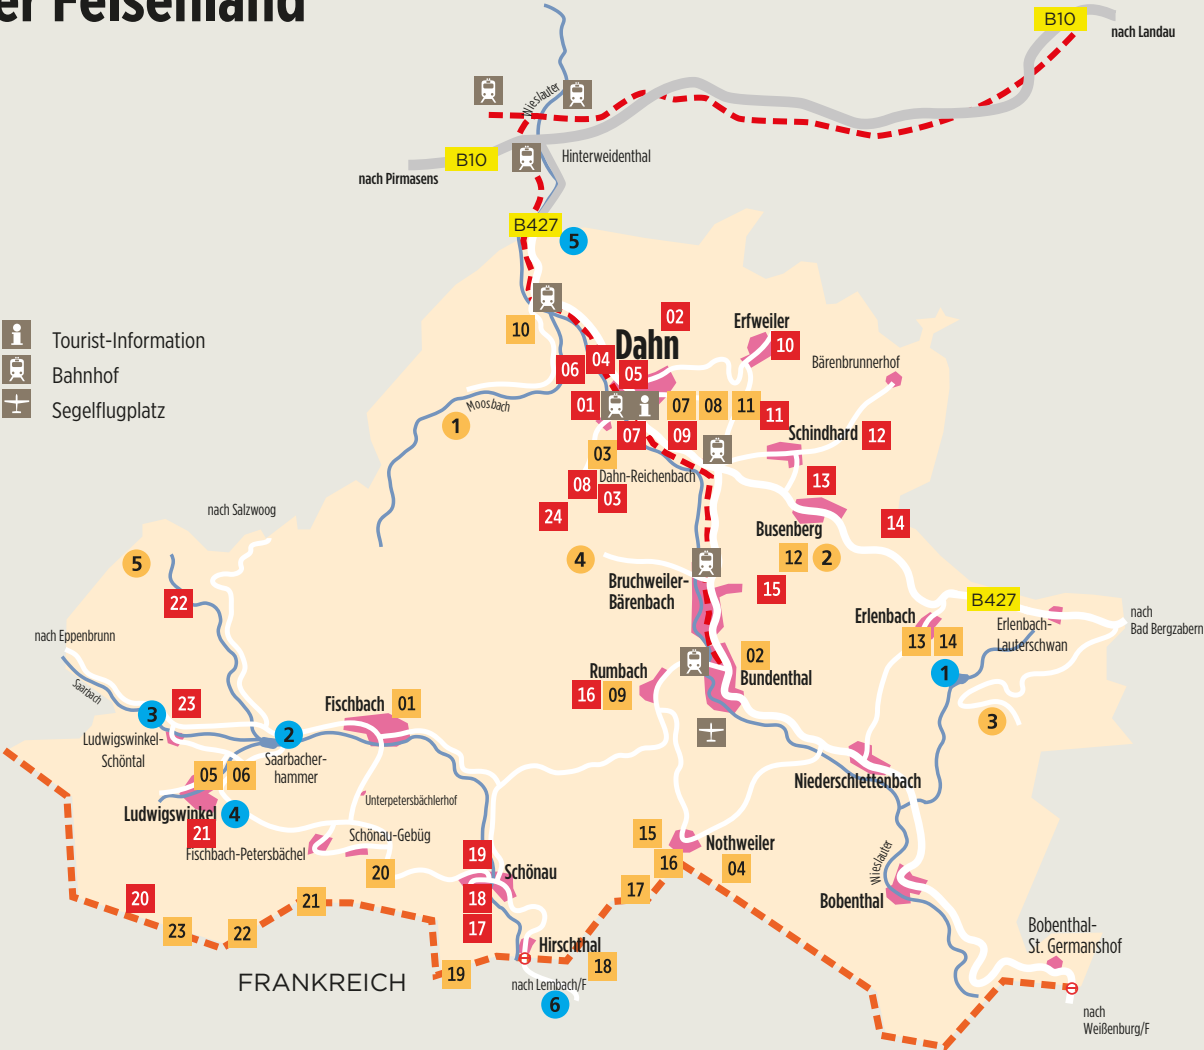 er Felsenland
B10
nach Landau
Wieslauter
B10
Hinterweidenthal
nach Pirmasens
B427
5
Tourist-Information
Bahnhof
Segelflugplatz
10
02
Erfweiler
10
Dahn
04
06
05
Bärenbrunnerhof
Moosbach
1
01
07
08
11
11
07
09
Schindhard
12
03
Dahn-Reichenbach
08
03
13
24
Busenberg
14
nach Salzwoog
5
22
4
12
2
Bruchweiler-
Bärenbach
15
B427
Erlenbach
Erlenbach-
Lauterschwan
nach
Bad Bergzabern
13
14
1
nach Eppenbrunn
Saarbach
3
23
Ludwigswinkel-
Schöntal
2
Saarbacher-
hammer
Fischbach
01
Rumbach
16
09
02
Bundenthal
3
05
06
Ludwigswinkel
4
21
Unterpetersbächlerhof
Fischbach-Petersbächel
Schönau-Gebüg
20
Niederschlettenbach
15
16
Nothweiler
04
17
19
Schönau
18
17
Wieslauter
Bobenthal
20
23
22
21
FRANKREICH
19
Hirschthal
18
nach Lembach/F
6
Bobenthal-
St. Germanshof
nach
Weißenburg/F